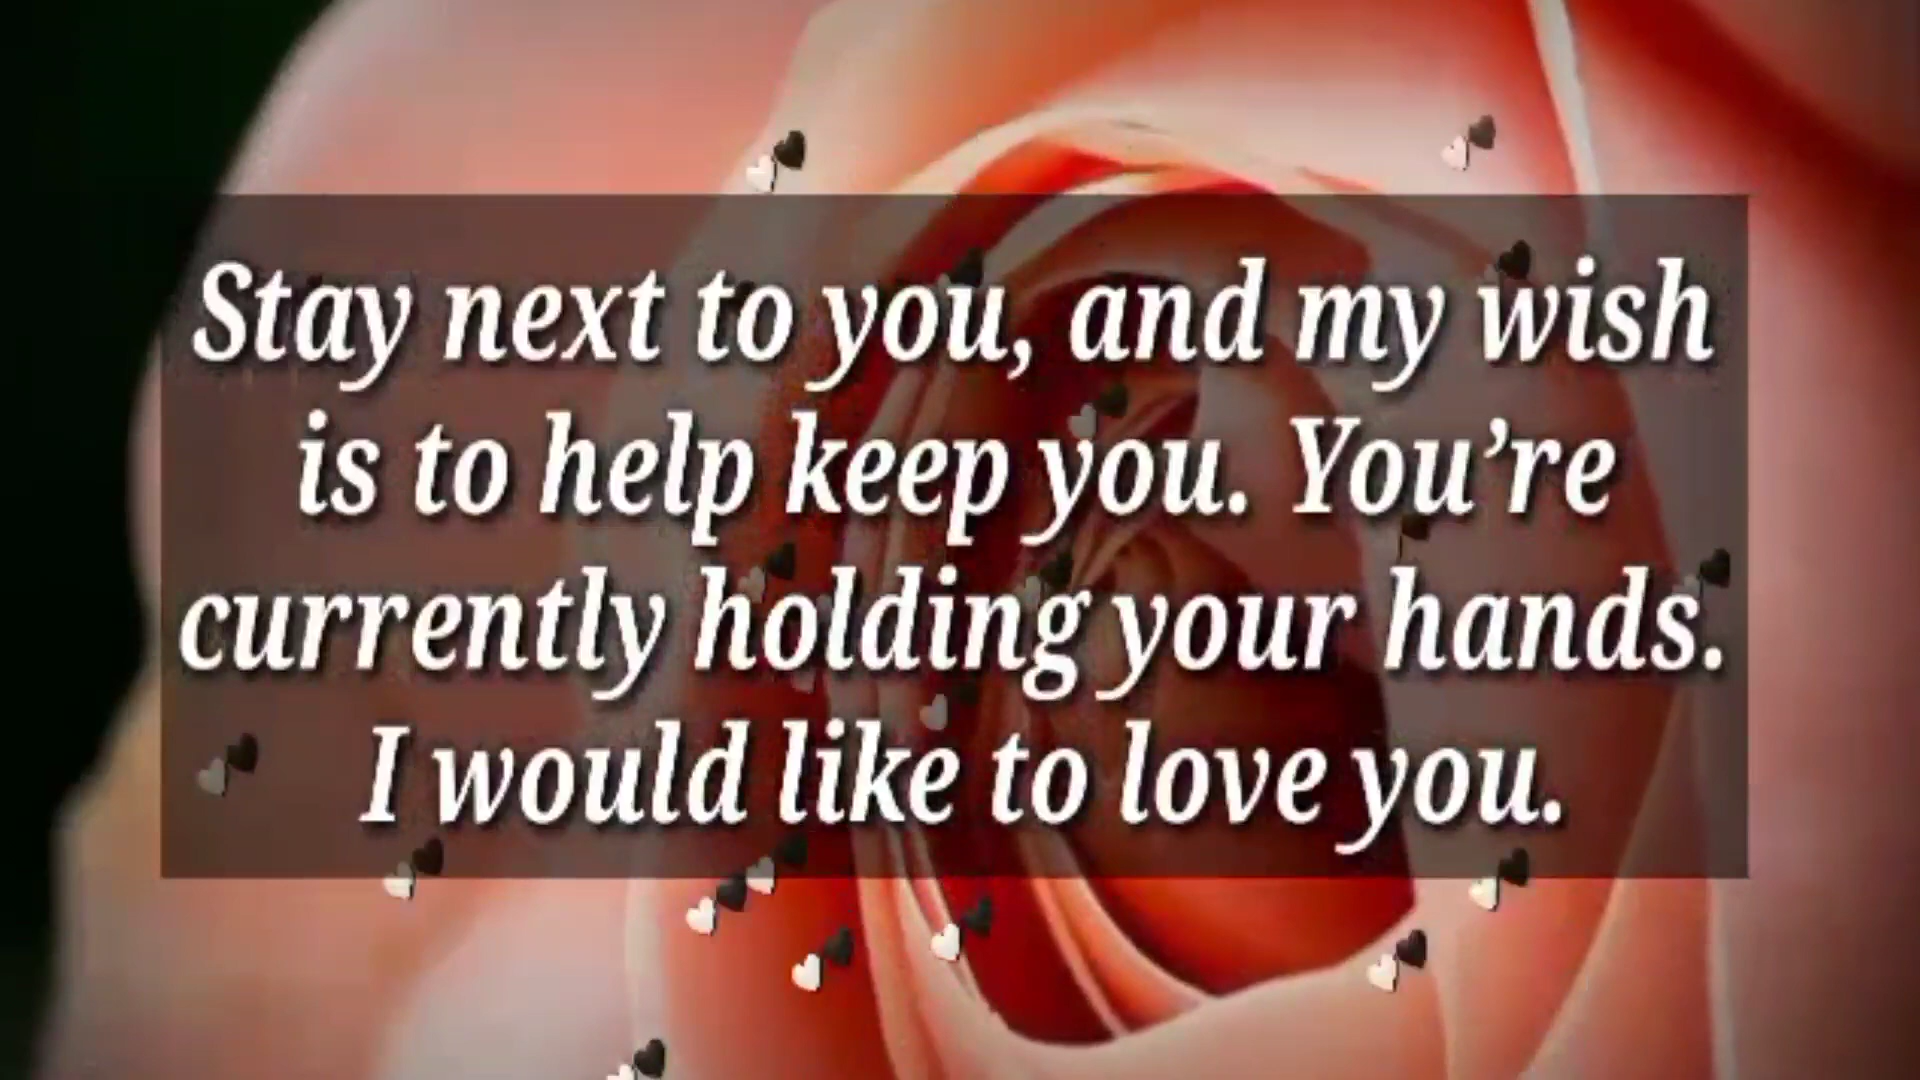 Stay next to you, and my wish
is to help keep you. You’re
currently holding your hands.
I would like to love you.